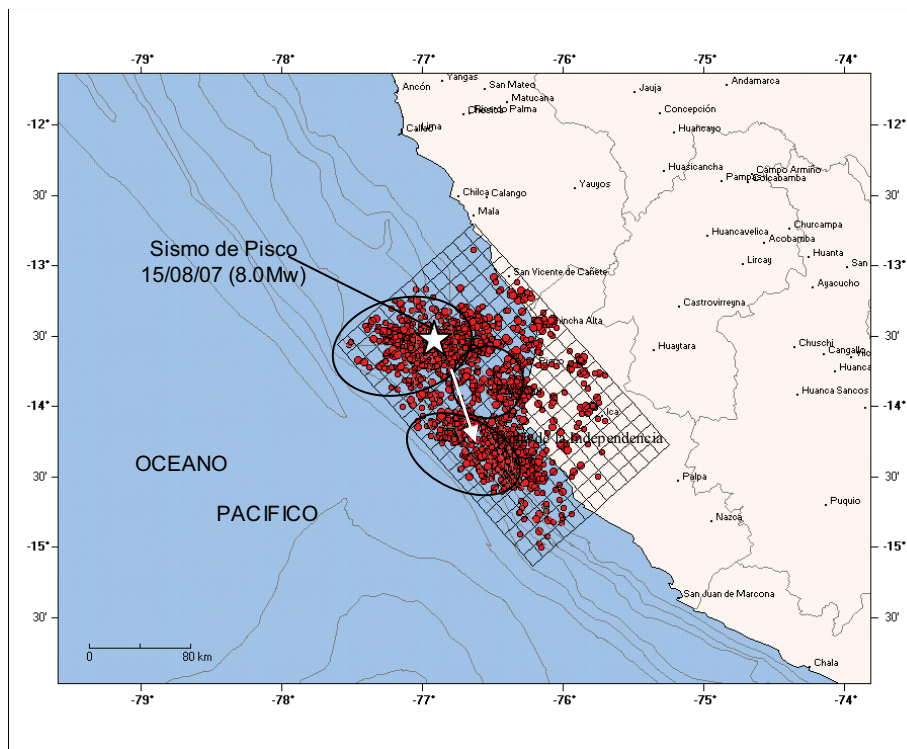 -79° -78° -77° -76° -75° -74°
Yangas
San Mateo
Jauja
Andamarca
Ancón
Matucana
Ricardo Palma
Chosica
Concepción
-12°
Callao
Lima
Huancayo
-12°
Huasicancha
Campo Armiño
Pampas
Colcabamba
30'
Chilca
Calango
Yauyos
30'
Mala
Churcampa
Huancavelica
Acobamba
Sismo de Pisco
15/08/07 (8.0Mw)
Huanta
-13°
Lircay
San
-13°
San Vicente de Cañete
Ayacucho
Castrovirreyna
Chincha Alta
30'
Huaytara
Chuschi
Cangallo
30'
Pisco
Huanca
Huanca Sancos
-14°
Ica
-14°
de la Independencia
OCEANO
30'
Palpa
30'
PACIFICO
Puquio
Nazca
-15°
-15°
San Juan de Marcona
30'
30'
0 80 km
Chala
-79° -78° -77° -76° -75° -74°